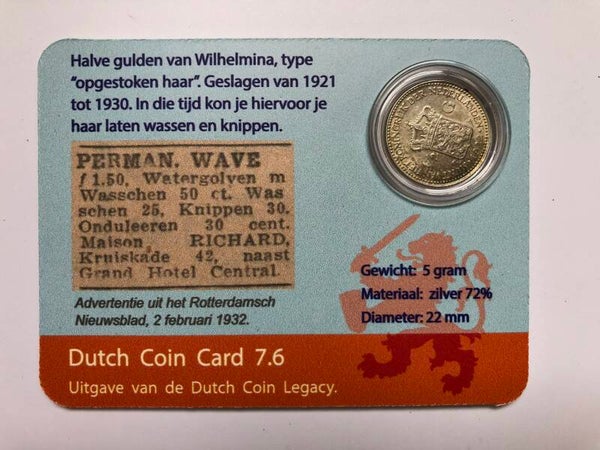 Halve gulden van Wilhelmina, type
"opgestoken haar". Geslagen van 1921
tot 1930. In die tijd kon je hiervoor je
haar laten wassen en knippen.
PERMAN. WAVE
f 1.50, Watergolven m
Wasschen 50 ct. Was
schen 25, Knippen 30.
Onduleeren 30 cent.
Maison, RICHARD,
Kruiskade 42, naast
Grand Hotel Central.
Advertentie uit het Rotterdamsch
Nieuwsblad, 2 februari 1932.
Gewicht: 5 gram
Materiaal: zilver 72%
Diameter: 22 mm
Dutch Coin Card 7.6
Uitgave van de Dutch Coin Legacy.